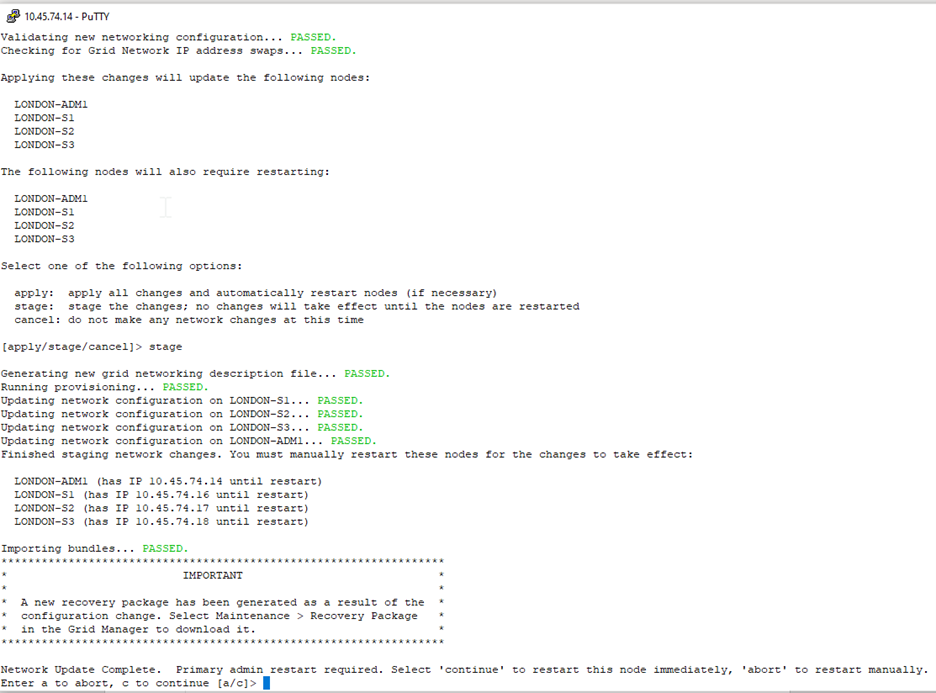 10.45.74.14 - PuTTY
Validating new networking configuration... PASSED.
Checking for Grid Network IP address swaps... PASSED.
Applying these changes will update the following nodes:
LONDON-ADM1
LONDON-S1
LONDON-S2
LONDON-S3
The following nodes will also require restarting:
LONDON-ADM1
LONDON-S1
LONDON-S2
LONDON-S3
Select one of the following options:
apply:  apply all changes and automatically restart nodes (if necessary)
stage:  stage the changes; no changes will take effect until the nodes are restarted
cancel: do not make any network changes at this time
[apply/stage/cancel]> stage
Generating new grid networking description file... PASSED.
Running provisioning... PASSED.
Updating network configuration on LONDON-S1... PASSED.
Updating network configuration on LONDON-S2... PASSED.
Updating network configuration on LONDON-S3... PASSED.
Updating network configuration on LONDON-ADM1... PASSED.
Finished staging network changes. You must manually restart these nodes for the changes to take effect:
LONDON-ADM1 (has IP 10.45.74.14 until restart)
LONDON-S1 (has IP 10.45.74.16 until restart)
LONDON-S2 (has IP 10.45.74.17 until restart)
LONDON-S3 (has IP 10.45.74.18 until restart)
Importing bundles... PASSED.
******************************************************************
*                          IMPORTANT                             *
*                                                                *
*  A new recovery package has been generated as a result of the  *
*  configuration change. Select Maintenance > Recovery Package   *
*  in the Grid Manager to download it.                           *
******************************************************************
Network Update Complete.  Primary admin restart required. Select 'continue' to restart this node immediately, 'abort' to restart manually.
Enter a to abort, c to continue [a/c]>